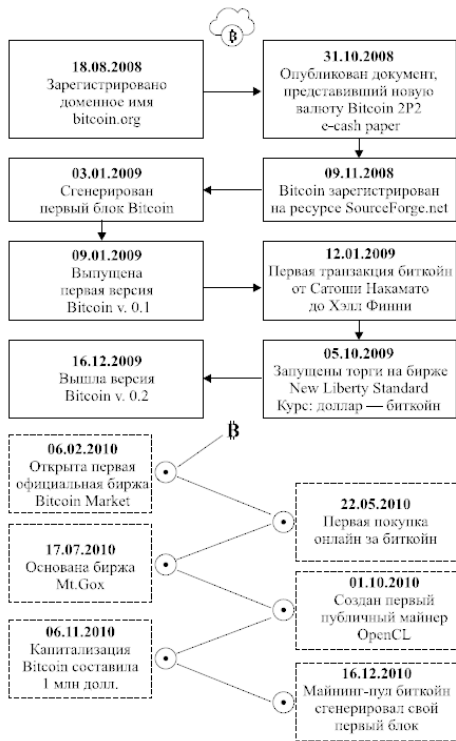 ₿
18.08.2008
Зарегистрировано
доменное имя
bitcoin.org
31.10.2008
Опубликован документ,
представивший новую
валюту Bitcoin 2P2
e-cash paper
09.11.2008
Bitcoin зарегистрирован
на ресурсе SourceForge.net
03.01.2009
Сгенерирован
первый блок Bitcoin
09.01.2009
Выпущена
первая версия
Bitcoin v. 0.1
12.01.2009
Первая транзакция биткойн
от Сатоши Накамато
до Хэлл Финни
05.10.2009
Запущены торги на бирже
New Liberty Standard
Курс: доллар — биткойн
16.12.2009
Вышла версия
Bitcoin v. 0.2
₿
06.02.2010
Открыта первая
официальная биржа
Bitcoin Market
22.05.2010
Первая покупка
онлайн за биткойн
17.07.2010
Основана биржа
Mt.Gox
01.10.2010
Создан первый
публичный майнер
OpenCL
06.11.2010
Капитализация
Bitcoin составила
1 млн долл.
16.12.2010
Майнинг-пул биткойн
сгенерировал свой
первый блок